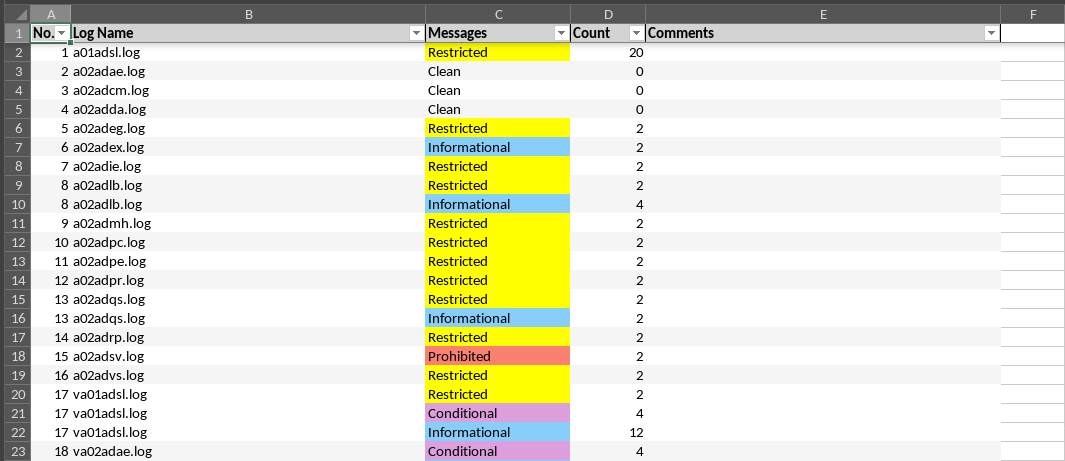 A B C D E F
1 No. Log Name Messages Count Comments
2 1 a01adsl.log Restricted 20
3 2 a02adae.log Clean 0
4 3 a02adcm.log Clean 0
5 4 a02adda.log Clean 0
6 5 a02adeg.log Restricted 2
7 6 a02adex.log Informational 2
8 7 a02adie.log Restricted 2
9 8 a02adlb.log Restricted 2
10 8 a02adlb.log Informational 4
11 9 a02admh.log Restricted 2
12 10 a02adpc.log Restricted 2
13 11 a02adpe.log Restricted 2
14 12 a02adpr.log Restricted 2
15 13 a02adqs.log Restricted 2
16 13 a02adqs.log Informational 2
17 14 a02adrp.log Restricted 2
18 15 a02adsv.log Prohibited 2
19 16 a02advs.log Restricted 2
20 17 va01adsl.log Restricted 2
21 17 va01adsl.log Conditional 4
22 17 va01adsl.log Informational 12
23 18 va02adae.log Conditional 4